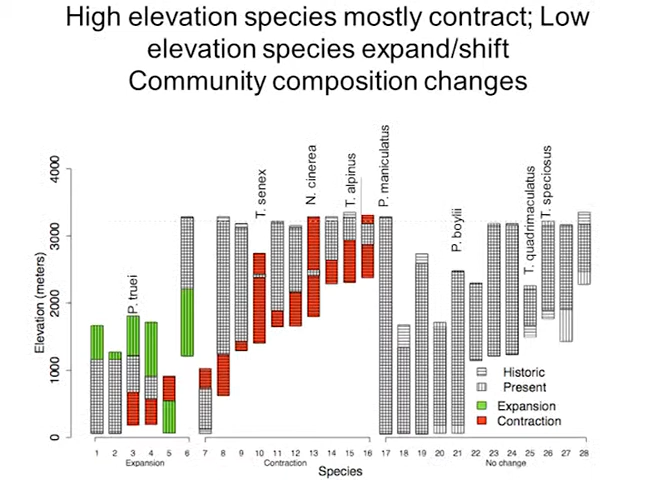 High elevation species mostly contract; Low
elevation species expand/shift
Community composition changes
Elevation (meters)
4000
3000
2000
1000
0
P. truei
T. senex
N. cinerea
T. alpinus
P. maniculatus
P. boylii
T. quadrimaculatus
T. speciosus
Historic
Present
Expansion
Contraction
1 2 3 4 5 6 7 8 9 10 11 12 13 14 15 16 17 18 19 20 21 22 23 24 25 26 27 28
Expansion Contraction No change
Species